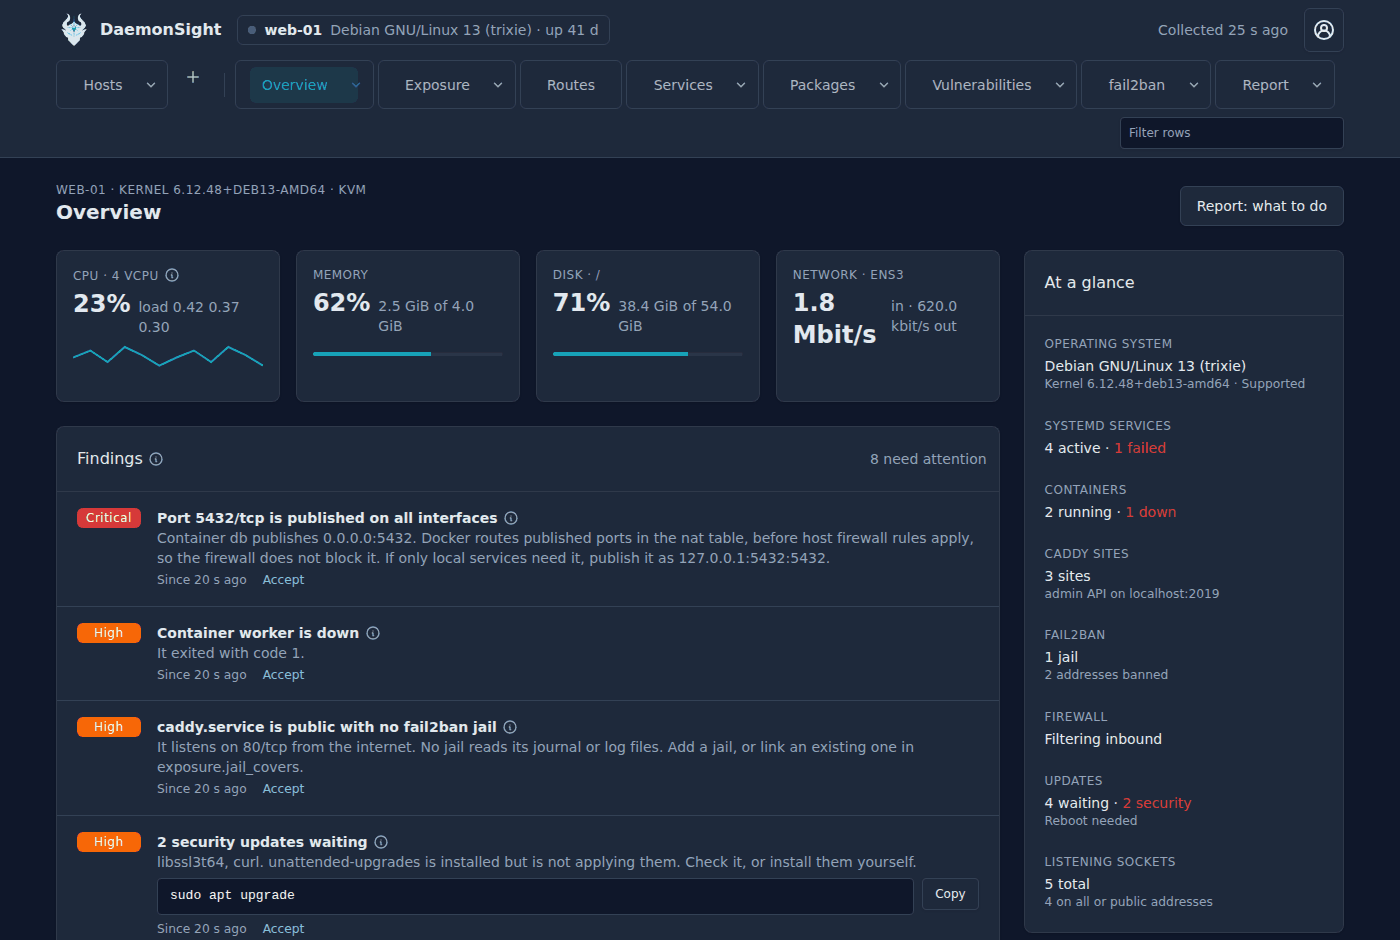 DaemonSight
web-01 Debian GNU/Linux 13 (trixie) · up 41 d
Collected 25 s ago
Hosts
Overview
Exposure
Routes
Services
Packages
Vulnerabilities
fail2ban
Report
Filter rows
WEB-01 · KERNEL 6.12.48+DEB13-AMD64 · KVM
Overview
Report: what to do
CPU · 4 VCPU
23% load 0.42 0.37
0.30
MEMORY
62% 2.5 GiB of 4.0
GiB
DISK · /
71% 38.4 GiB of 54.0
GiB
NETWORK · ENS3
1.8
Mbit/s
in · 620.0
kbit/s out
Findings
8 need attention
Critical
Port 5432/tcp is published on all interfaces
Container db publishes 0.0.0.0:5432. Docker routes published ports in the nat table, before host firewall rules apply,
so the firewall does not block it. If only local services need it, publish it as 127.0.0.1:5432:5432.
Since 20 s ago Accept
High
Container worker is down
It exited with code 1.
Since 20 s ago Accept
High
caddy.service is public with no fail2ban jail
It listens on 80/tcp from the internet. No jail reads its journal or log files. Add a jail, or link an existing one in
exposure.jail_covers.
Since 20 s ago Accept
High
2 security updates waiting
libssl3t64, curl. unattended-upgrades is installed but is not applying them. Check it, or install them yourself.
sudo apt upgrade
Copy
Since 20 s ago Accept
At a glance
OPERATING SYSTEM
Debian GNU/Linux 13 (trixie)
Kernel 6.12.48+deb13-amd64 · Supported
SYSTEMD SERVICES
4 active · 1 failed
CONTAINERS
2 running · 1 down
CADDY SITES
3 sites
admin API on localhost:2019
FAIL2BAN
1 jail
2 addresses banned
FIREWALL
Filtering inbound
UPDATES
4 waiting · 2 security
Reboot needed
LISTENING SOCKETS
5 total
4 on all or public addresses